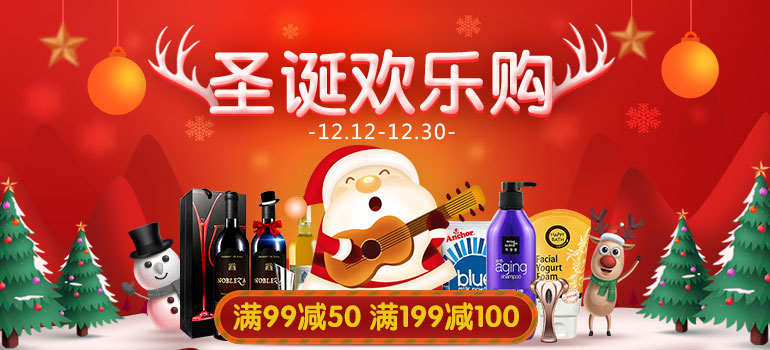 圣诞欢乐购
-12.12-12.30-
NOBLEZA
NOBLEZA
Anchor
blue
anti
aging
shampoo
HAPPY
BATH
Facial
Yogurt
Foam
满99减50 满199减100